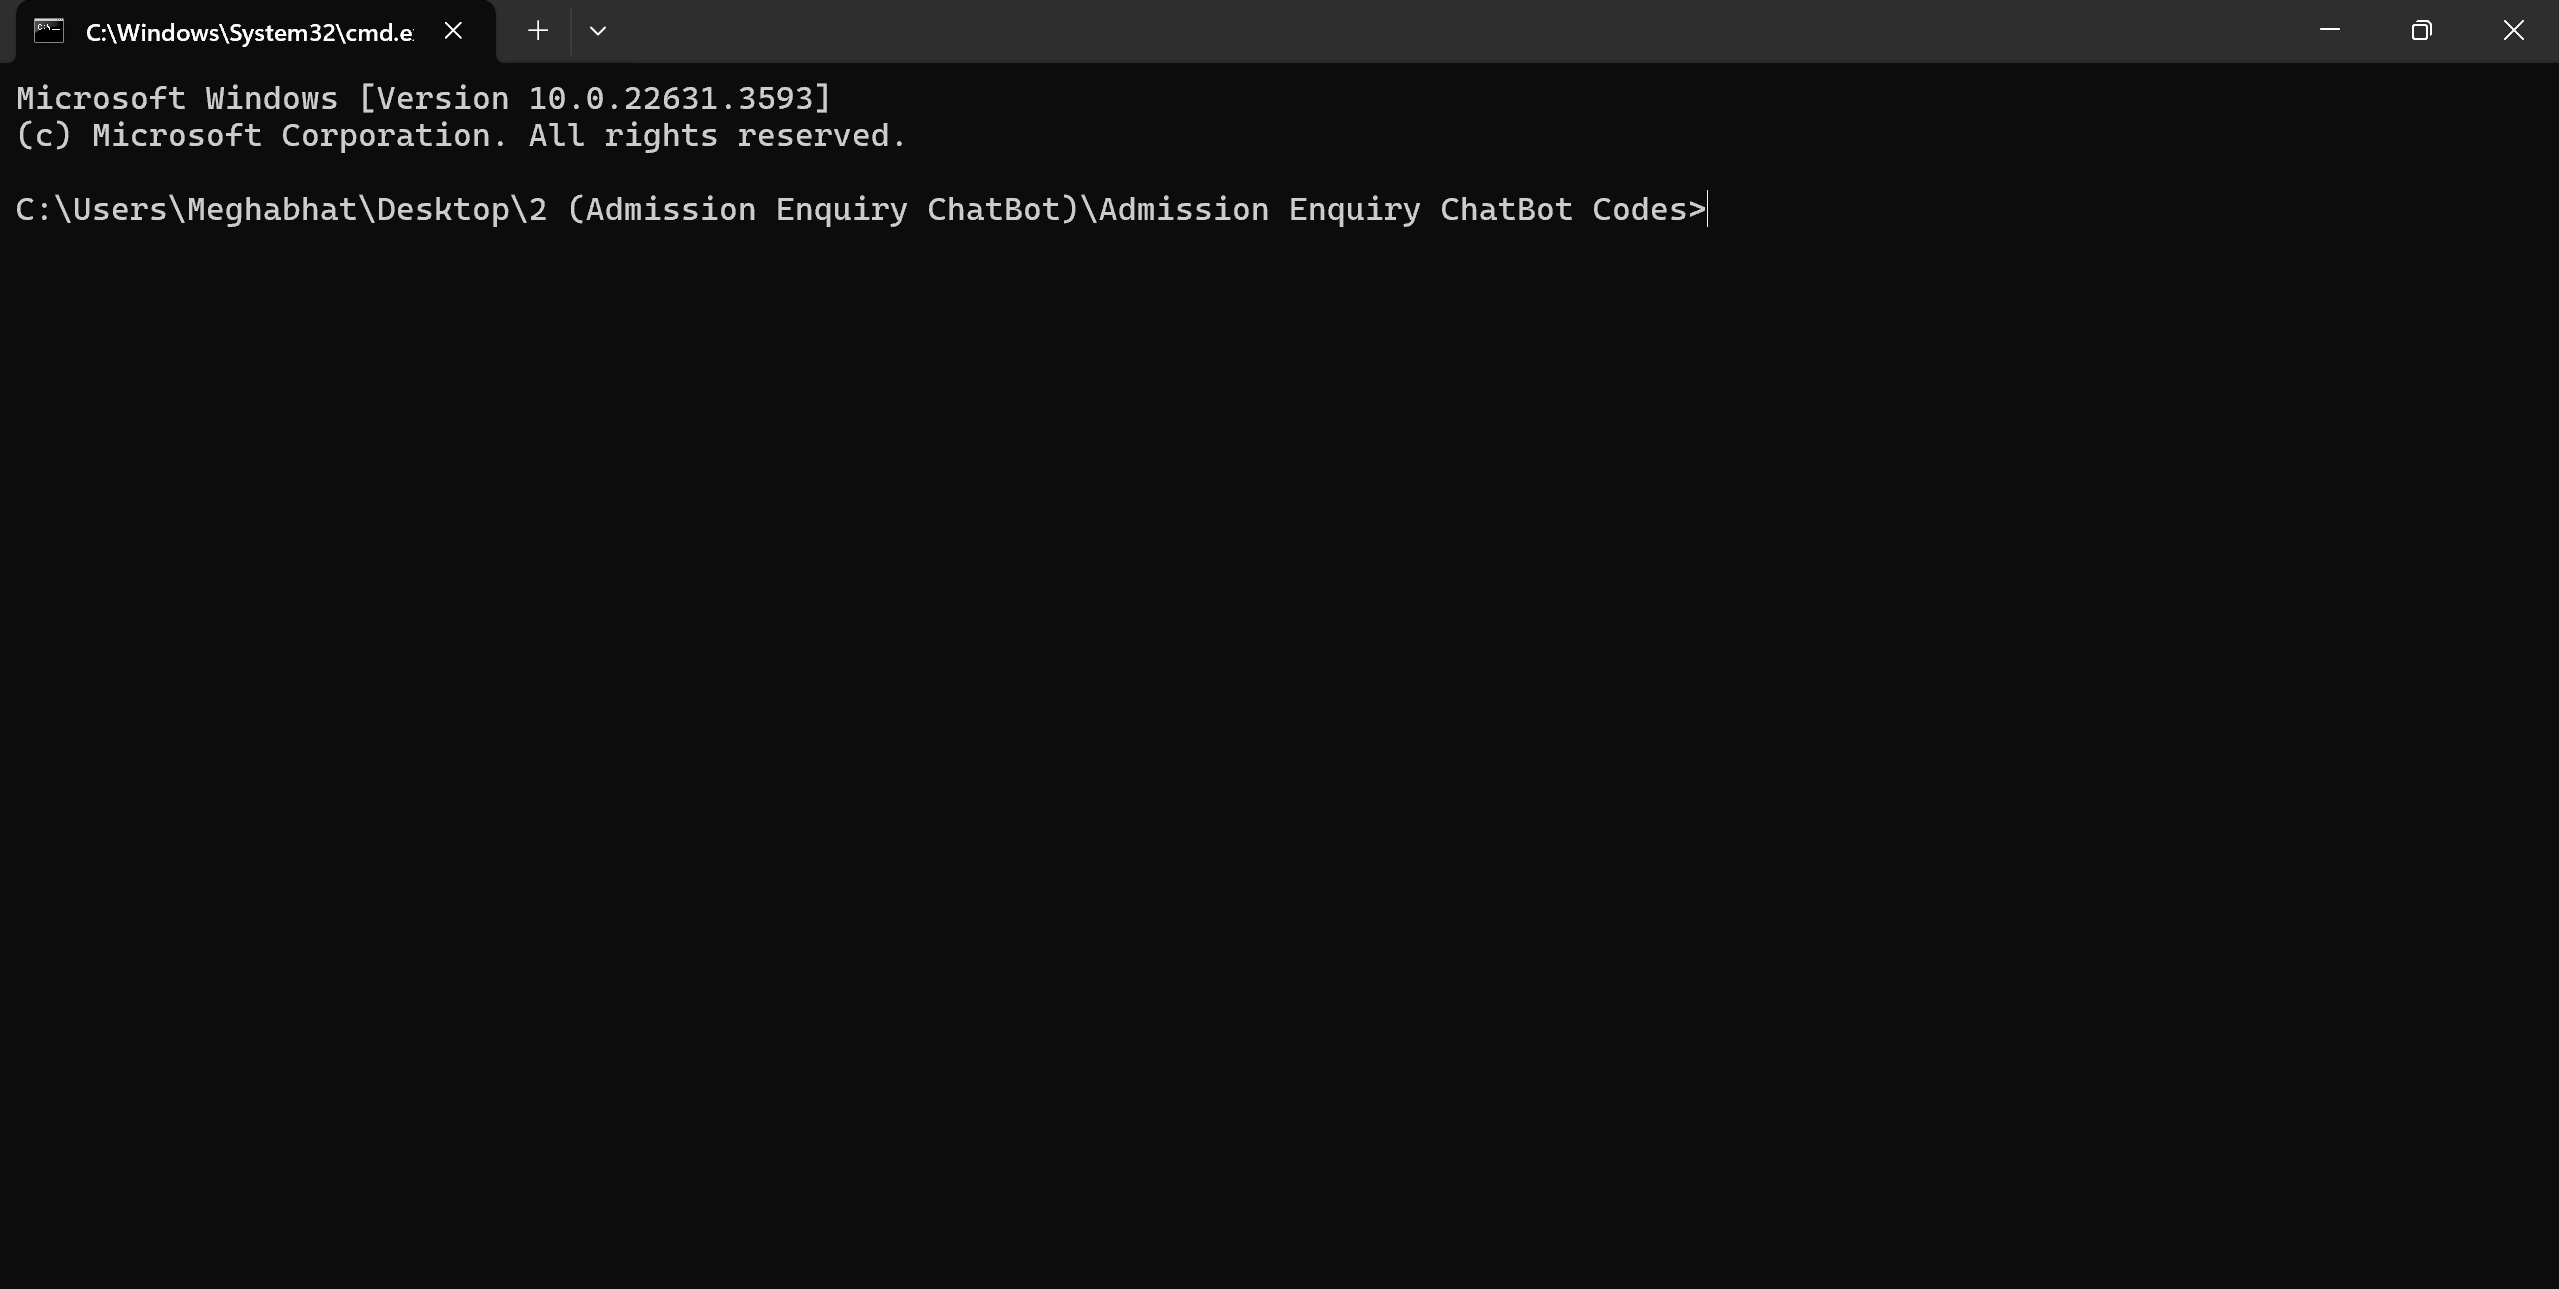 C:\Windows\System32\cmd.e
Microsoft Windows [Version 10.0.22631.3593]
(c) Microsoft Corporation. All rights reserved.
C:\Users\Meghabhat\Desktop\2 (Admission Enquiry ChatBot)\Admission Enquiry ChatBot Codes>